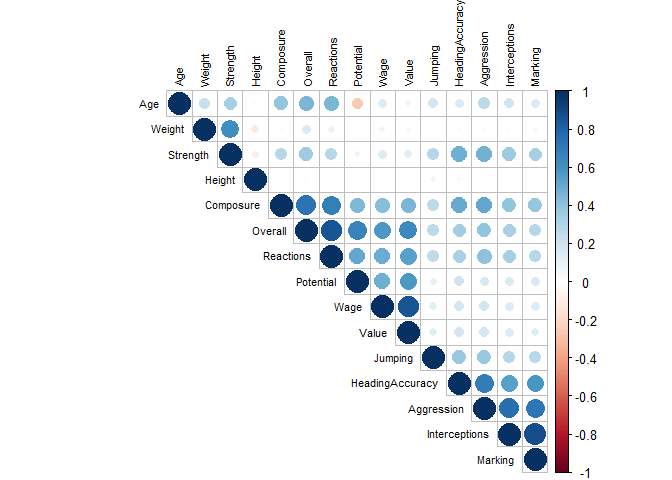 Age
Weight
Strength
Height
Composure
Overall
Reactions
Potential
Wage
Value
Jumping
HeadingAccuracy
Aggression
Interceptions
Marking
Age
Weight
Strength
Height
Composure
Overall
Reactions
Potential
Wage
Value
Jumping
HeadingAccuracy
Aggression
Interceptions
Marking
1
0.8
0.6
0.4
0.2
0
-0.2
-0.4
-0.6
-0.8
-1